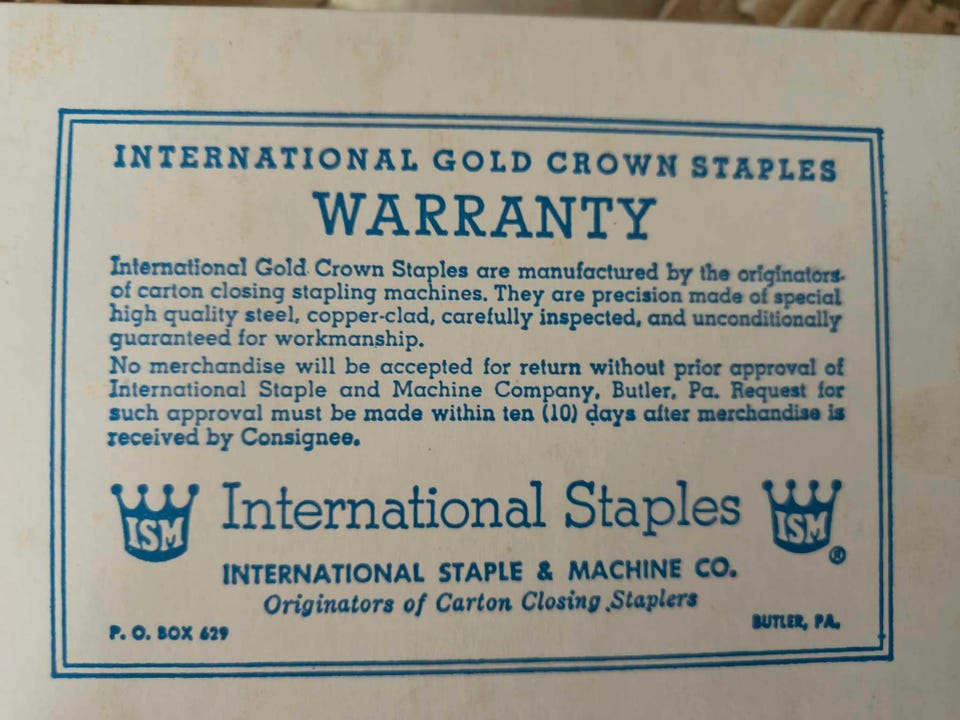 INTERNATIONAL GOLD CROWN STAPLES
WARRANTY
International Gold Crown Staples are manufactured by the originators
of carton closing stapling machines. They are precision made of special
high quality steel, copper-clad, carefully inspected, and unconditionally
guaranteed for workmanship.
No merchandise will be accepted for return without prior approval of
International Staple and Machine Company, Butler, Pa. Request for
such approval must be made within ten (10) days after merchandise is
received by Consignee.
ISM International Staples ISM ®
INTERNATIONAL STAPLE & MACHINE CO.
Originators of Carton Closing Staplers
P. O. BOX 629 BUTLER, PA.